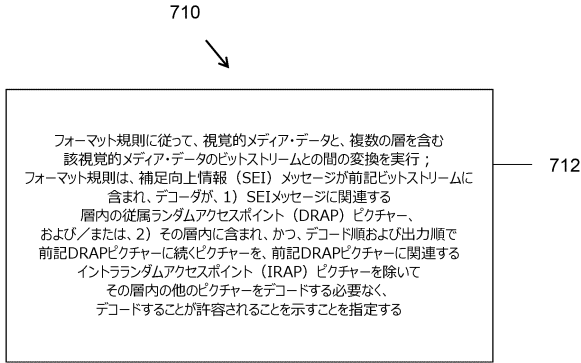 710
フォーマット規則に従って、視覚的メディア・データと、複数の層を含む
該視覚的メディア・データのビットストリームとの間の変換を実行；
フォーマット規則は、補足向上情報（SEI）メッセージが前記ビットストリームに
含まれ、デコーダが、1）SEIメッセージに関連する
層内の従属ランダムアクセスポイント（DRAP）ピクチャー、
および／または、2）その層内に含まれ、かつ、デコード順および出力順で
前記DRAPピクチャーに続くピクチャーを、前記DRAPピクチャーに関連する
イントラランダムアクセスポイント（IRAP）ピクチャーを除いて
その層内の他のピクチャーをデコードする必要なく、
デコードすることが許容されることを示すことを指定する
712